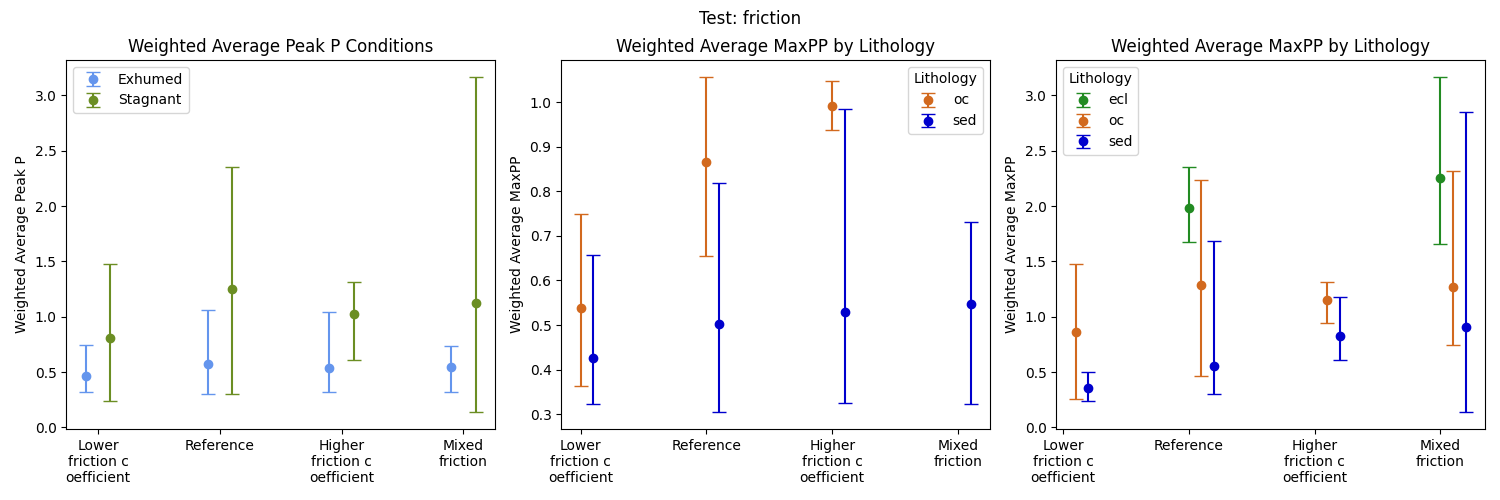 Test: friction
Weighted Average Peak P Conditions
Weighted Average Peak P
3.0
2.5
2.0
1.5
1.0
0.5
0.0
Exhumed
Stagnant
Lower
friction c
oefficient
Reference
Higher
friction c
oefficient
Mixed
friction
Weighted Average MaxPP by Lithology
Weighted Average MaxPP
1.0
0.9
0.8
0.7
0.6
0.5
0.4
0.3
Lithology
oc
sed
Lower
friction c
oefficient
Reference
Higher
friction c
oefficient
Mixed
friction
Weighted Average MaxPP by Lithology
Weighted Average MaxPP
3.0
2.5
2.0
1.5
1.0
0.5
0.0
Lithology
ecl
oc
sed
Lower
friction c
oefficient
Reference
Higher
friction c
oefficient
Mixed
friction